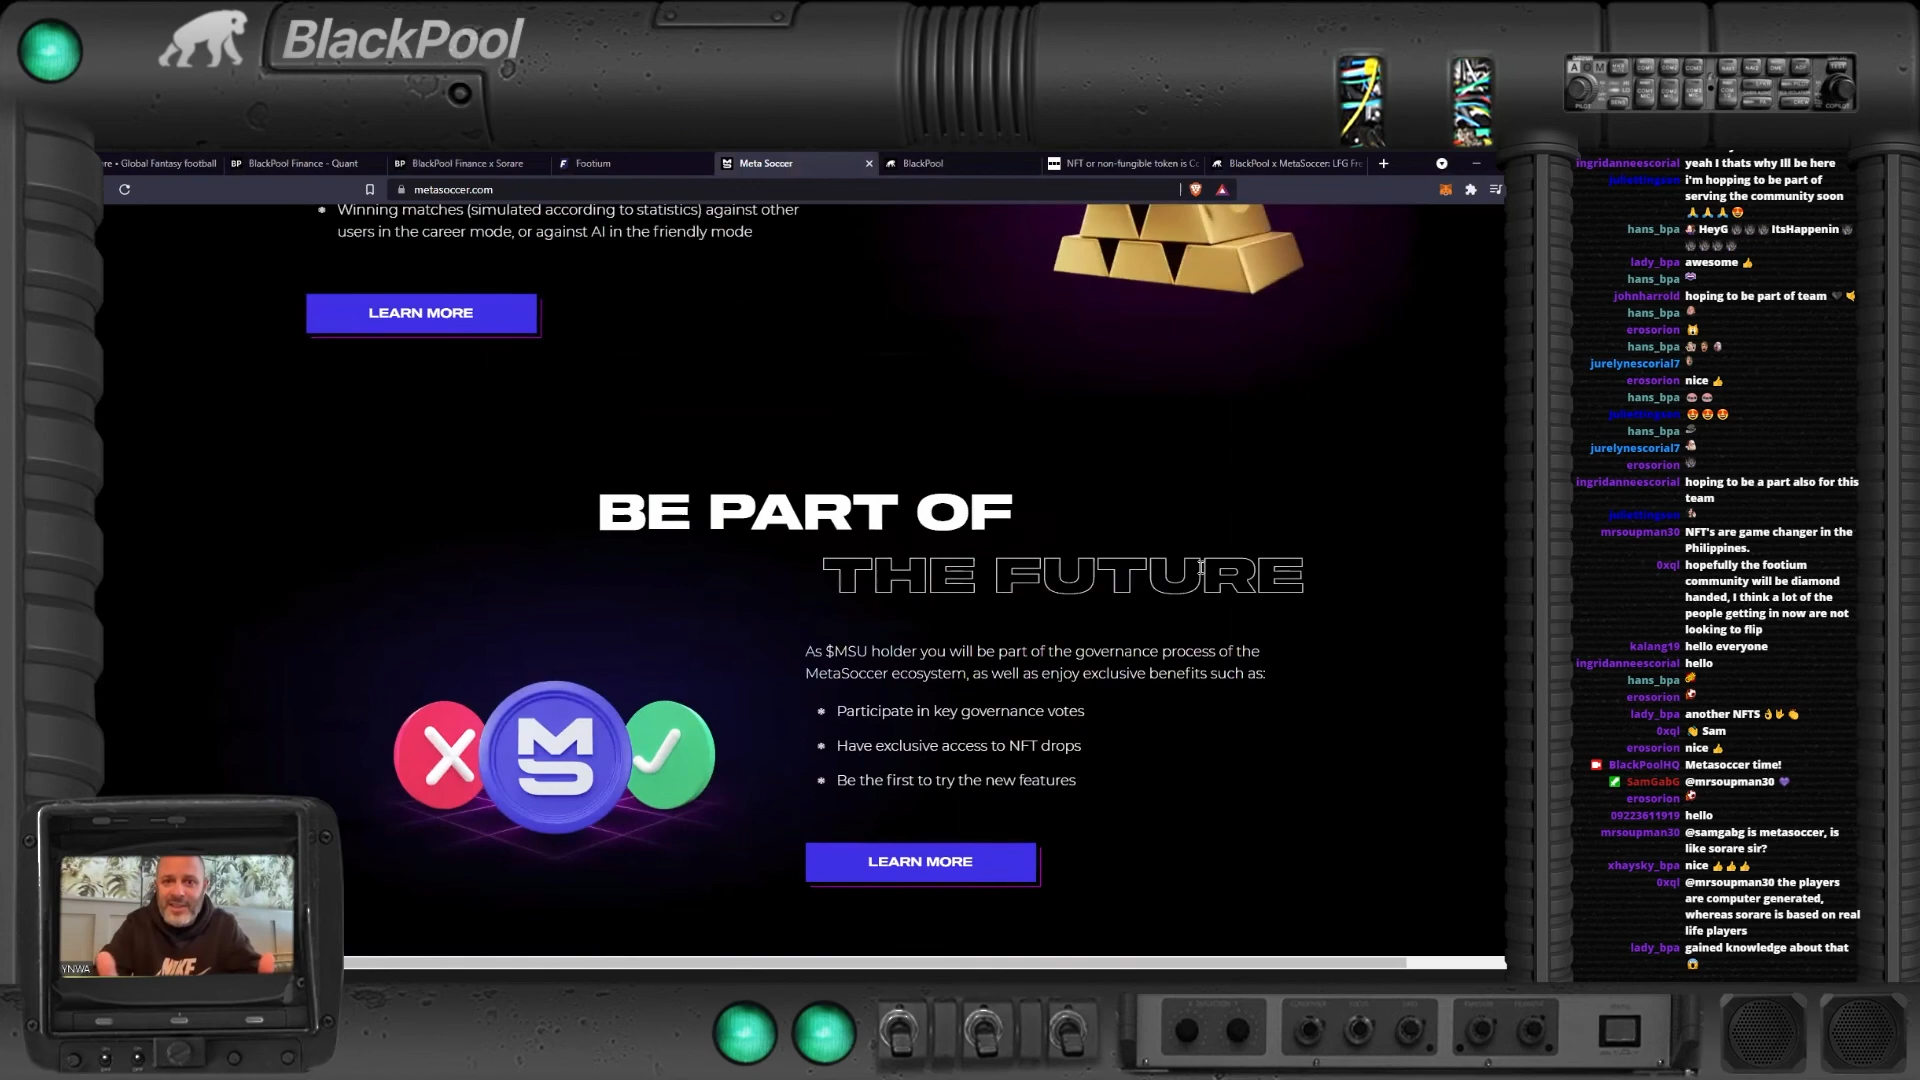 BlackPool
re • Global Fantasy football
BP BlackPool Finance - Quant
BP BlackPool Finance x Sorare
F Footium
Meta Soccer
BlackPool
NFT or non-fungible token is Co
BlackPool x MetaSoccer: LFG Fro
metasoccer.com
Winning matches (simulated according to statistics) against other
users in the career mode, or against AI in the friendly mode
LEARN MORE
BE PART OF
THE FUTURE
As $MSU holder you will be part of the governance process of the
MetaSoccer ecosystem, as well as enjoy exclusive benefits such as:
Participate in key governance votes
Have exclusive access to NFT drops
Be the first to try the new features
LEARN MORE
MS
YNWA
NIKE
ingridanneescorial yeah I thats why Ill be here
juliettingson i'm hopping to be part of
serving the community soon
🙏 🙏 🙏 😍
hans_bpa HeyG ItsHappenin
lady_bpa awesome 👍
hans_bpa
johnharrold hoping to be part of team
hans_bpa
erosorion
hans_bpa
jurelynescorial7
erosorion nice 👍
hans_bpa
juliettingson 😍 😍 😍
hans_bpa
jurelynescorial7
erosorion
ingridanneescorial hoping to be a part also for this
team
juliettingson
mrsoupman30 NFT's are game changer in the
Philippines.
0xql hopefully the footium
community will be diamond
handed, I think a lot of the
people getting in now are not
looking to flip
kalang19 hello everyone
ingridanneescorial hello
hans_bpa
erosorion
lady_bpa another NFTS 👌🤟👏
0xql 👋 Sam
erosorion nice 👍
BlackPoolHQ Metasoccer time!
SamGabG @mrsoupman30 💜
erosorion
09223611919 hello
mrsoupman30 @samgabg is metasoccer, is
like sorare sir?
xhaysky_bpa nice 👍👍👍
0xql @mrsoupman30 the players
are computer generated,
whereas sorare is based on real
life players
lady_bpa gained knowledge about that
😱